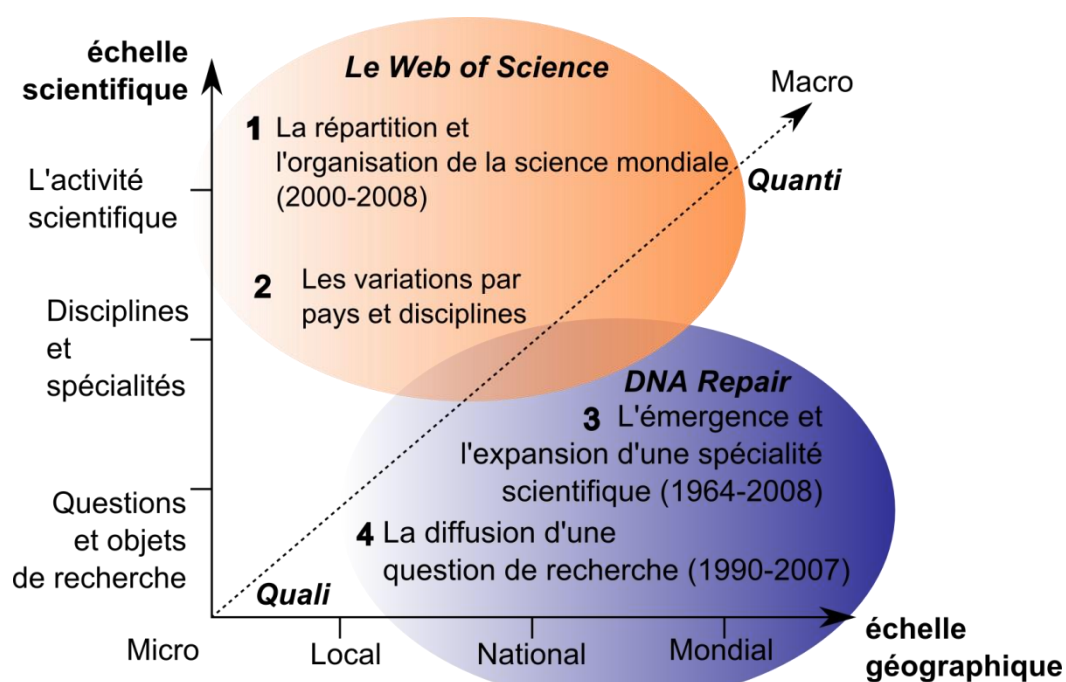 échelle
scientifique
Le Web of Science
Macro
1 La répartition et
l'organisation de la science mondiale
(2000-2008)
Quanti
L'activité
scientifique
2 Les variations par
pays et disciplines
Disciplines
et
spécialités
DNA Repair
3 L'émergence et
l'expansion d'une spécialité
scientifique (1964-2008)
Questions
et objets
de recherche
4 La diffusion d'une
question de recherche (1990-2007)
Quali
Micro
Local
National
Mondial
échelle
géographique